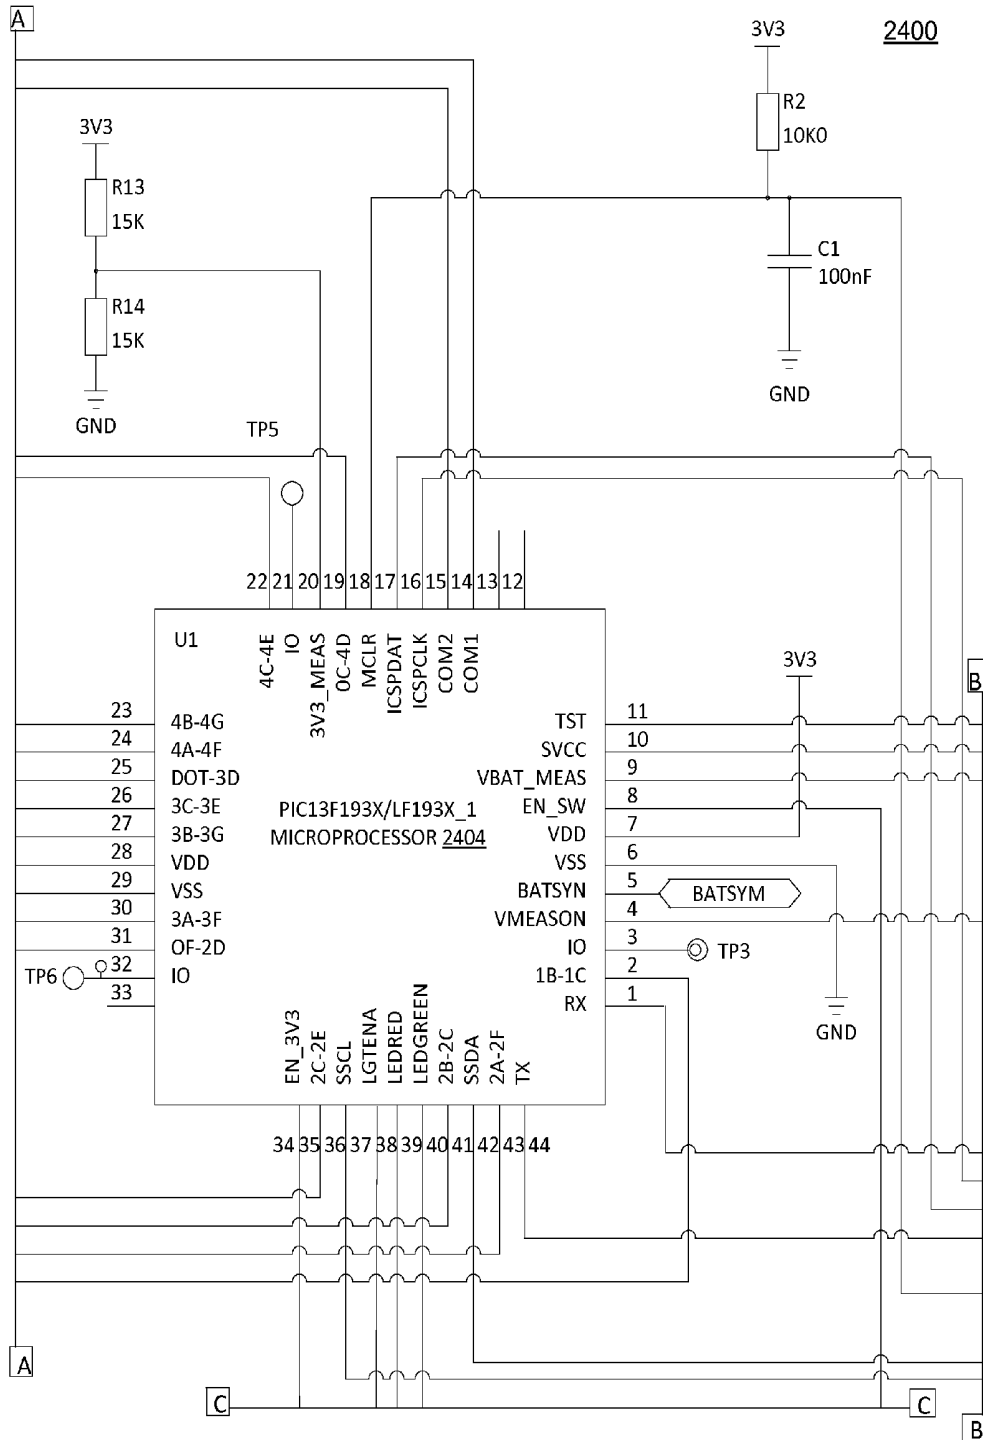 A
2400
3V3
R2
10K0
3V3
R13
15K
C1
100nF
R14
15K
GND
GND
TP5
22 21 20 19 18 17 16 15 14 13 12
U1
4C-4E
IO
3V3_MEAS
0C-4D
MCLR
ICSPDAT
ICSPCLK
COM2
COM1
3V3
B
23 4B-4G
24 4A-4F
25 DOT-3D
26 3C-3E
27 3B-3G
28 VDD
29 VSS
30 3A-3F
31 OF-2D
TP6 32 IO
33
PIC13F193X/LF193X_1
MICROPROCESSOR 2404
TST 11
SVCC 10
VBAT_MEAS 9
EN_SW 8
VDD 7
VSS 6
BATSYN 5 BATSYM
VMEASON 4
IO 3 TP3
1B-1C 2
RX 1
GND
EN_3V3
2C-2E
SSCL
LGTENA
LEDRED
LEDGREEN
2B-2C
SSDA
2A-2F
TX
34 35 36 37 38 39 40 41 42 43 44
A
C
C
B